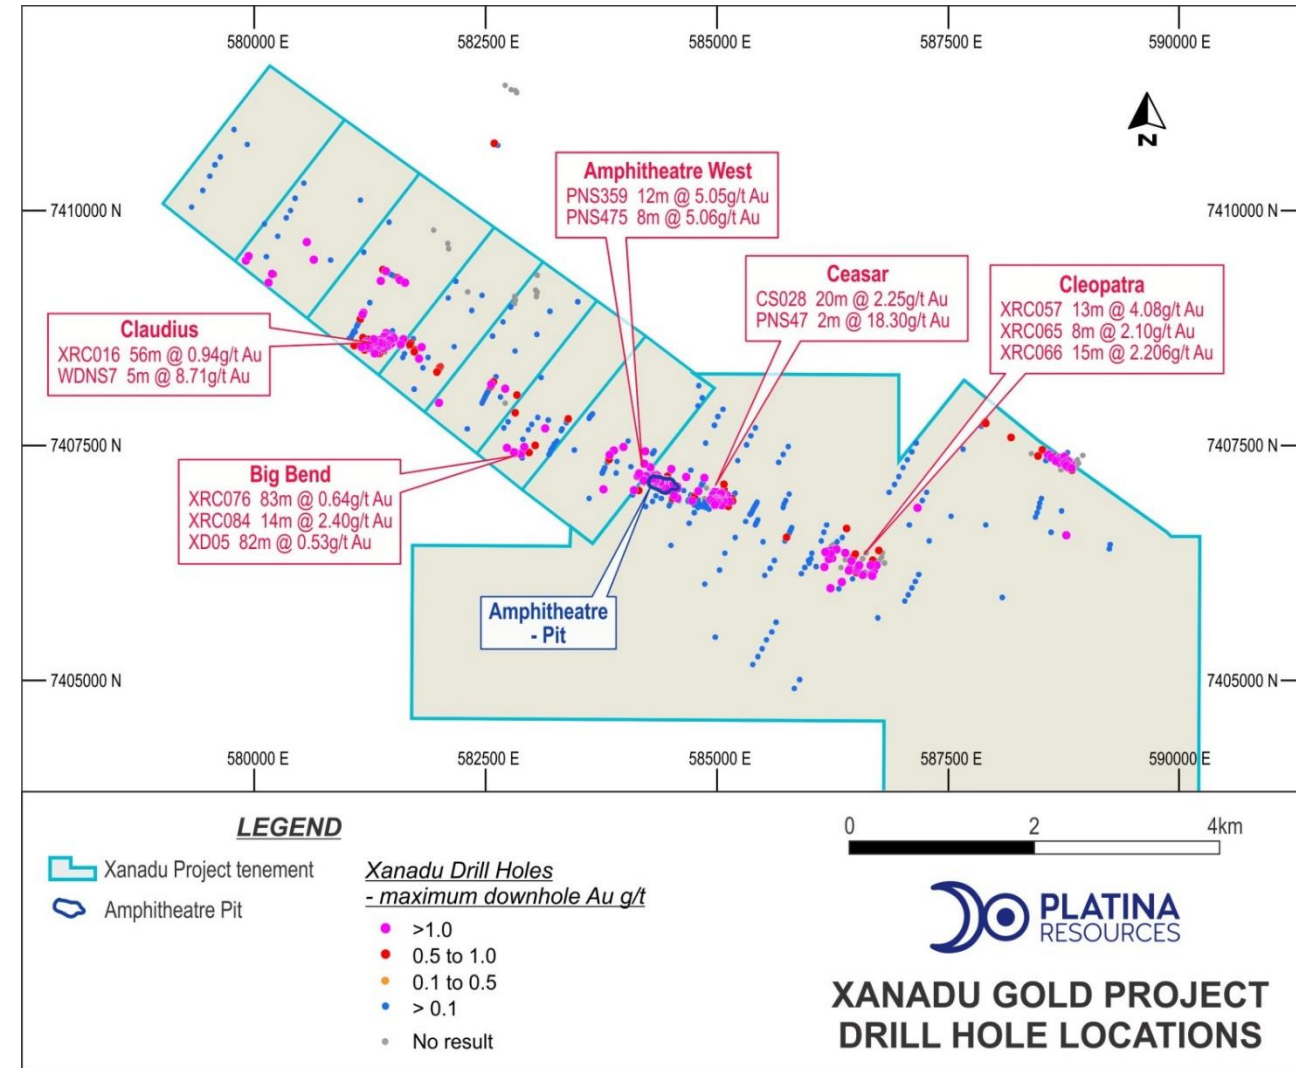 580000 E
582500 E
585000 E
587500 E
590000 E
N
Amphitheatre West
PNS359 12m @ 5.05g/t Au
PNS475 8m @ 5.06g/t Au
7410000 N
7410000 N
Ceasar
CS028 20m @ 2.25g/t Au
PNS47 2m @ 18.30g/t Au
Cleopatra
XRC057 13m @ 4.08g/t Au
XRC065 8m @ 2.10g/t Au
XRC066 15m @ 2.206g/t Au
Claudius
XRC016 56m @ 0.94g/t Au
WDNS7 5m @ 8.71g/t Au
7407500 N
7407500 N
Big Bend
XRC076 83m @ 0.64g/t Au
XRC084 14m @ 2.40g/t Au
XD05 82m @ 0.53g/t Au
Amphitheatre
- Pit
7405000 N
7405000 N
580000 E
582500 E
585000 E
587500 E
590000 E
LEGEND
Xanadu Project tenement
Amphitheatre Pit
Xanadu Drill Holes
- maximum downhole Au g/t
>1.0
0.5 to 1.0
0.1 to 0.5
> 0.1
No result
0
2
4km
PLATINA
RESOURCES
XANADU GOLD PROJECT
DRILL HOLE LOCATIONS